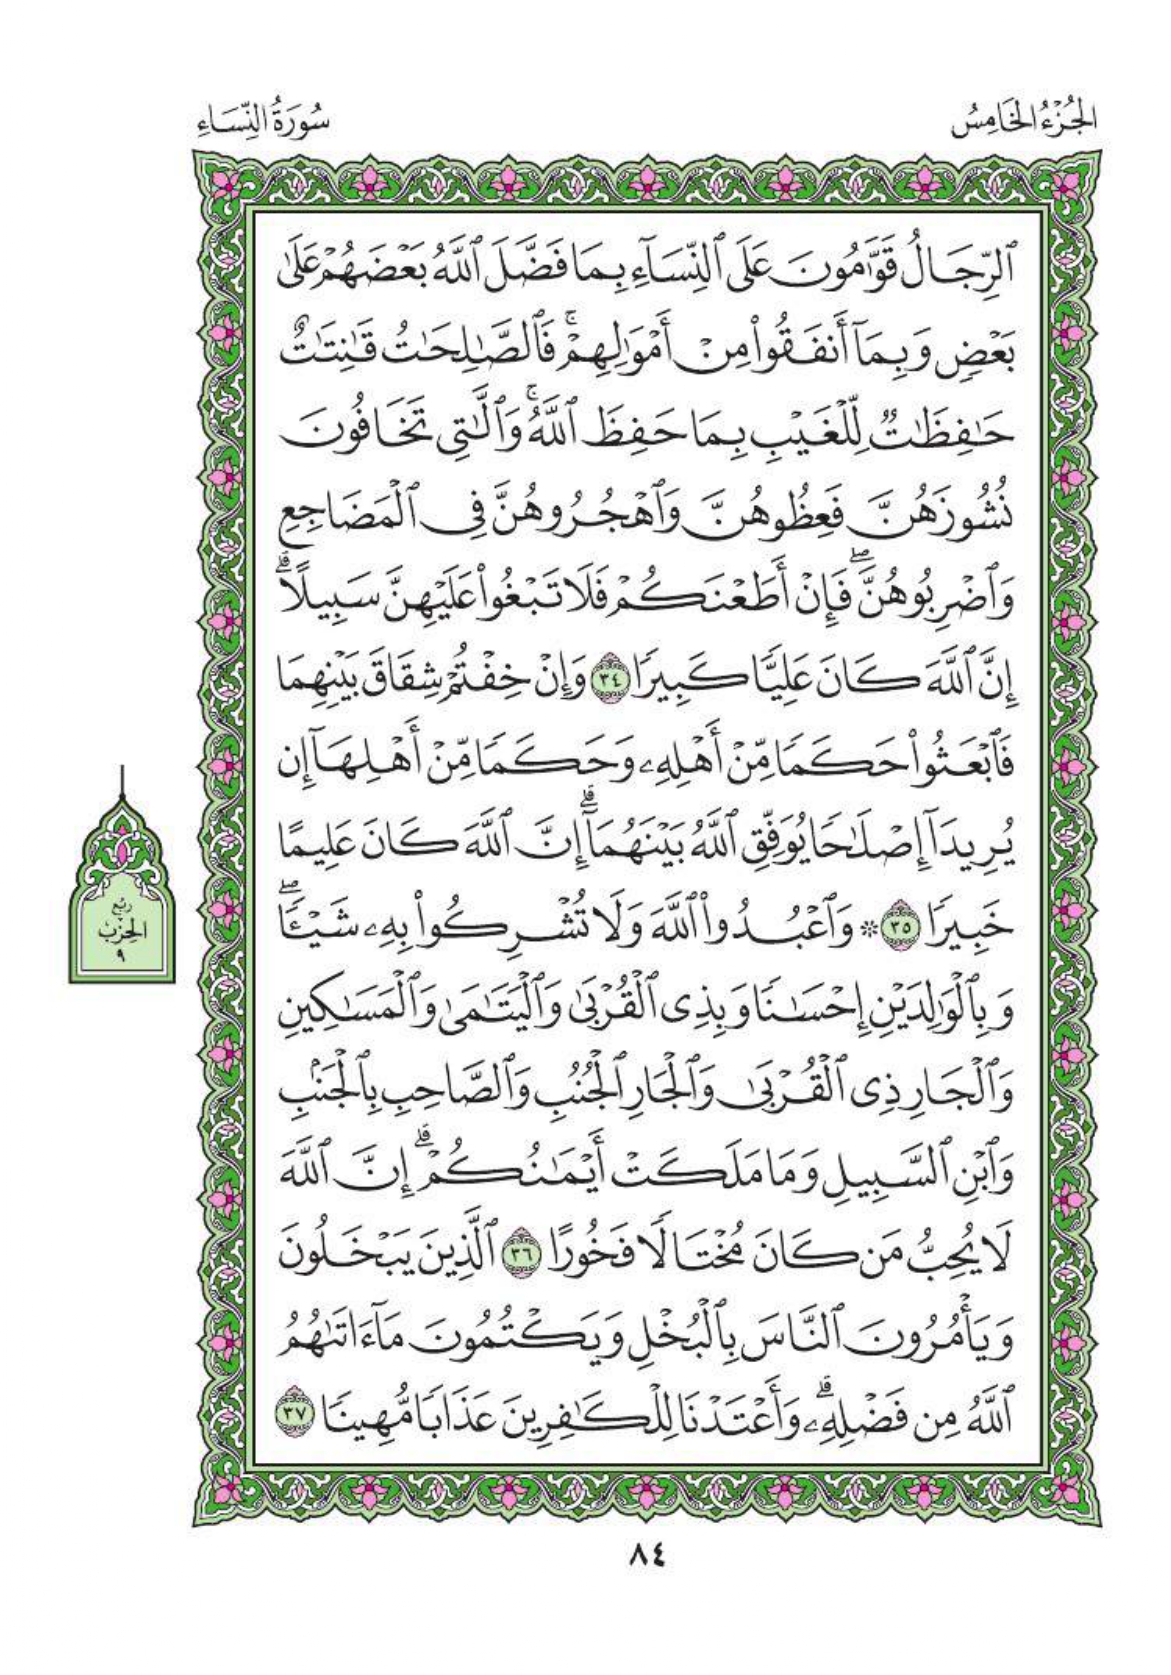 الجُزْءُ الخَامِسُ
سُورَةُ النِّسَاءِ
ٱلرِّجَالُ قَوَّٰمُونَ عَلَى ٱلنِّسَآءِ بِمَا فَضَّلَ ٱللَّهُ بَعْضَهُمْ عَلَىٰ
بَعْضٖ وَبِمَآ أَنفَقُواْ مِنْ أَمْوَٰلِهِمْۚ فَٱلصَّٰلِحَٰتُ قَٰنِتَٰتٌ
حَٰفِظَٰتٞ لِّلْغَيْبِ بِمَا حَفِظَ ٱللَّهُۚ وَٱلَّٰتِي تَخَافُونَ
نُشُوزَهُنَّ فَعِظُوهُنَّ وَٱهْجُرُوهُنَّ فِي ٱلْمَضَاجِعِ
وَٱضْرِبُوهُنَّۖ فَإِنْ أَطَعْنَكُمْ فَلَا تَبْغُواْ عَلَيْهِنَّ سَبِيلًاۗ
إِنَّ ٱللَّهَ كَانَ عَلِيّٗا كَبِيرٗا ٣٤ وَإِنْ خِفْتُمْ شِقَاقَ بَيْنِهِمَا
فَٱبْعَثُواْ حَكَمٗا مِّنْ أَهْلِهِۦ وَحَكَمٗا مِّنْ أَهْلِهَآ إِن
يُرِيدَآ إِصْلَٰحٗا يُوَفِّقِ ٱللَّهُ بَيْنَهُمَآۗ إِنَّ ٱللَّهَ كَانَ عَلِيمًا
خَبِيرٗا ٣٥ ۞ وَٱعْبُدُواْ ٱللَّهَ وَلَا تُشْرِكُواْ بِهِۦ شَيْـٔٗاۖ
وَبِٱلْوَٰلِدَيْنِ إِحْسَٰنٗا وَبِذِي ٱلْقُرْبَىٰ وَٱلْيَتَٰمَىٰ وَٱلْمَسَٰكِينِ
وَٱلْجَارِ ذِي ٱلْقُرْبَىٰ وَٱلْجَارِ ٱلْجُنُبِ وَٱلصَّاحِبِ بِٱلْجَنۢبِ
وَٱبْنِ ٱلسَّبِيلِ وَمَا مَلَكَتْ أَيْمَٰنُكُمْۗ إِنَّ ٱللَّهَ
لَا يُحِبُّ مَن كَانَ مُخْتَالٗا فَخُورًا ٣٦ ٱلَّذِينَ يَبْخَلُونَ
وَيَأْمُرُونَ ٱلنَّاسَ بِٱلْبُخْلِ وَيَكْتُمُونَ مَآ ءَاتَىٰهُمُ
ٱللَّهُ مِن فَضْلِهِۦۗ وَأَعْتَدْنَا لِلْكَٰفِرِينَ عَذَابٗا مُّهِينٗا ٣٧
رُبْع
الحِزْب
٩
٨٤